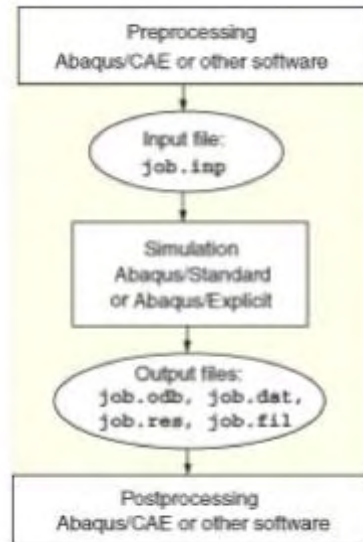 Preprocessing
Abaqus/CAE or other software
Input file:
job.inp
Simulation
Abaqus/Standard
or Abaqus/Explicit
Output files:
job.odb, job.dat,
job.res, job.fil
Postprocessing
Abaqus/CAE or other software